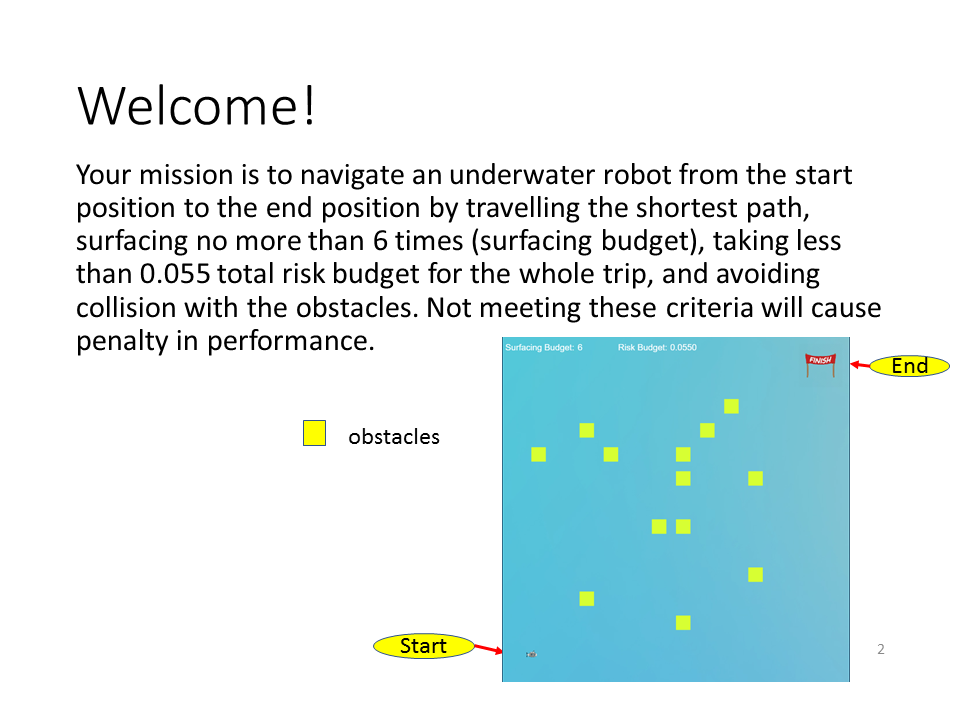 Welcome!
Your mission is to navigate an underwater robot from the start
position to the end position by travelling the shortest path,
surfacing no more than 6 times (surfacing budget), taking less
than 0.055 total risk budget for the whole trip, and avoiding
collision with the obstacles. Not meeting these criteria will cause
penalty in performance.
Surfacing Budget: 6 Risk Budget: 0.0550
FINISH
End
obstacles
Start
2